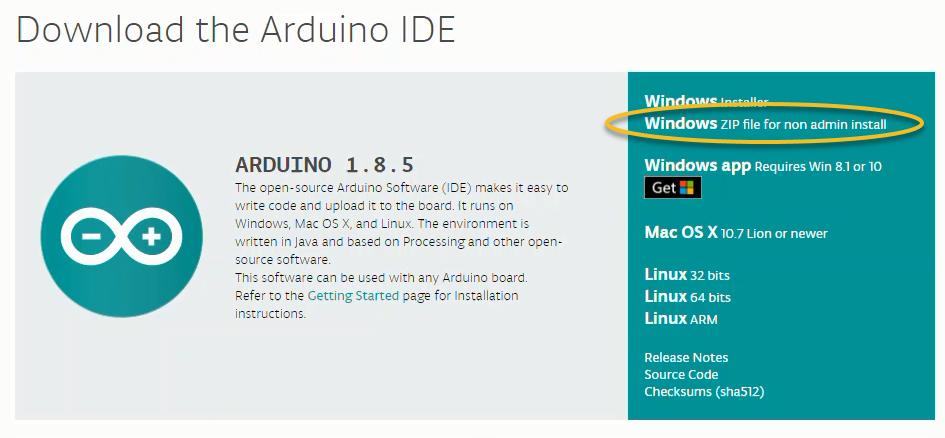 Download the Arduino IDE
ARDUINO 1.8.5
The open-source Arduino Software (IDE) makes it easy to
write code and upload it to the board. It runs on
Windows, Mac OS X, and Linux. The environment is
written in Java and based on Processing and other open-
source software.
This software can be used with any Arduino board.
Refer to the Getting Started page for Installation
instructions.
Windows Installer
Windows ZIP file for non admin install
Windows app Requires Win 8.1 or 10
Get
Mac OS X 10.7 Lion or newer
Linux 32 bits
Linux 64 bits
Linux ARM
Release Notes
Source Code
Checksums (sha512)